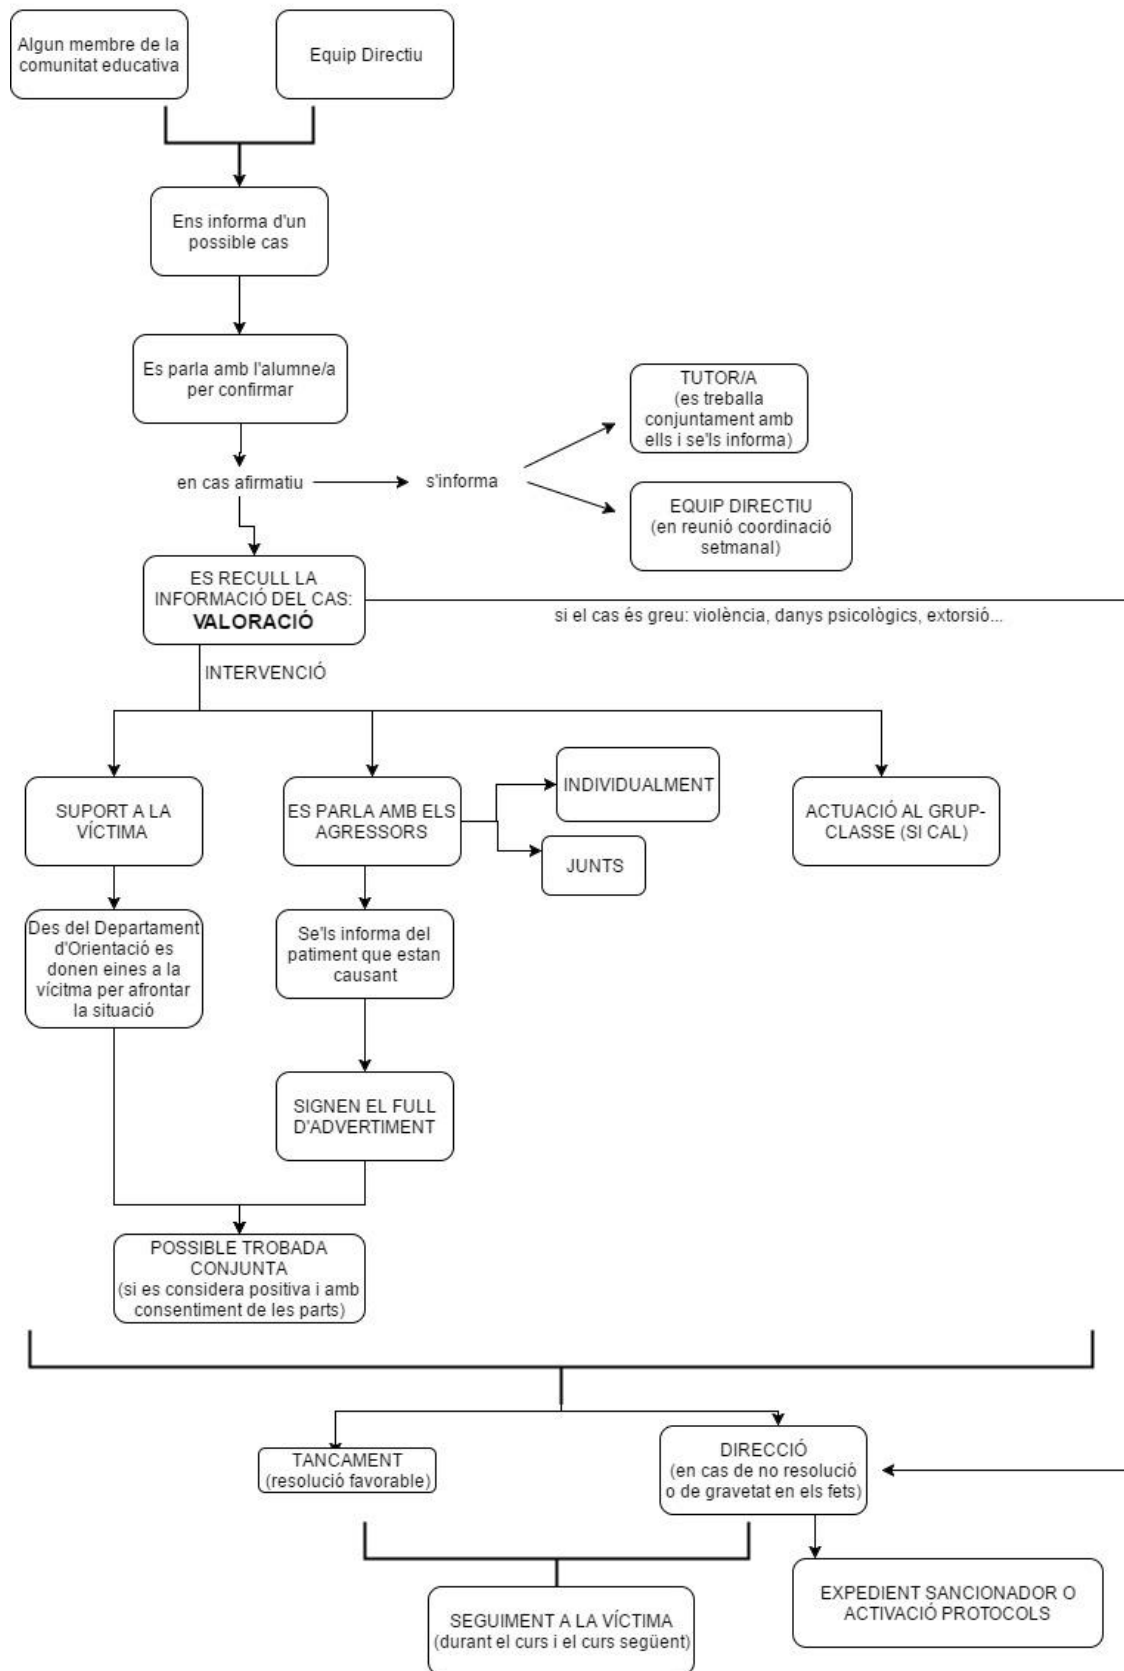 Algun membre de la
comunitat educativa
Equip Directiu
Ens informa d'un
possible cas
Es parla amb l'alumne/a
per confirmar
TUTOR/A
(es treballa
conjuntament amb
ells i se'ls informa)
en cas afirmatiu
s'informa
EQUIP DIRECTIU
(en reunió coordinació
setmanal)
ES RECULL LA
INFORMACIÓ DEL CAS:
VALORACIÓ
si el cas és greu: violència, danys psicològics, extorsió...
INTERVENCIÓ
SUPORT A LA
VÍCTIMA
ES PARLA AMB ELS
AGRESSORS
INDIVIDUALMENT
JUNTS
ACTUACIÓ AL GRUP-
CLASSE (SI CAL)
Des del Departament
d'Orientació es
donen eines a la
vícitma per afrontar
la situació
Se'ls informa del
patiment que estan
causant
SIGNEN EL FULL
D'ADVERTIMENT
POSSIBLE TROBADA
CONJUNTA
(si es considera positiva i amb
consentiment de les parts)
TANCAMENT
(resolució favorable)
DIRECCIÓ
(en cas de no resolució
o de gravetat en els fets)
SEGUIMENT A LA VÍCTIMA
(durant el curs i el curs següent)
EXPEDIENT SANCIONADOR O
ACTIVACIÓ PROTOCOLS